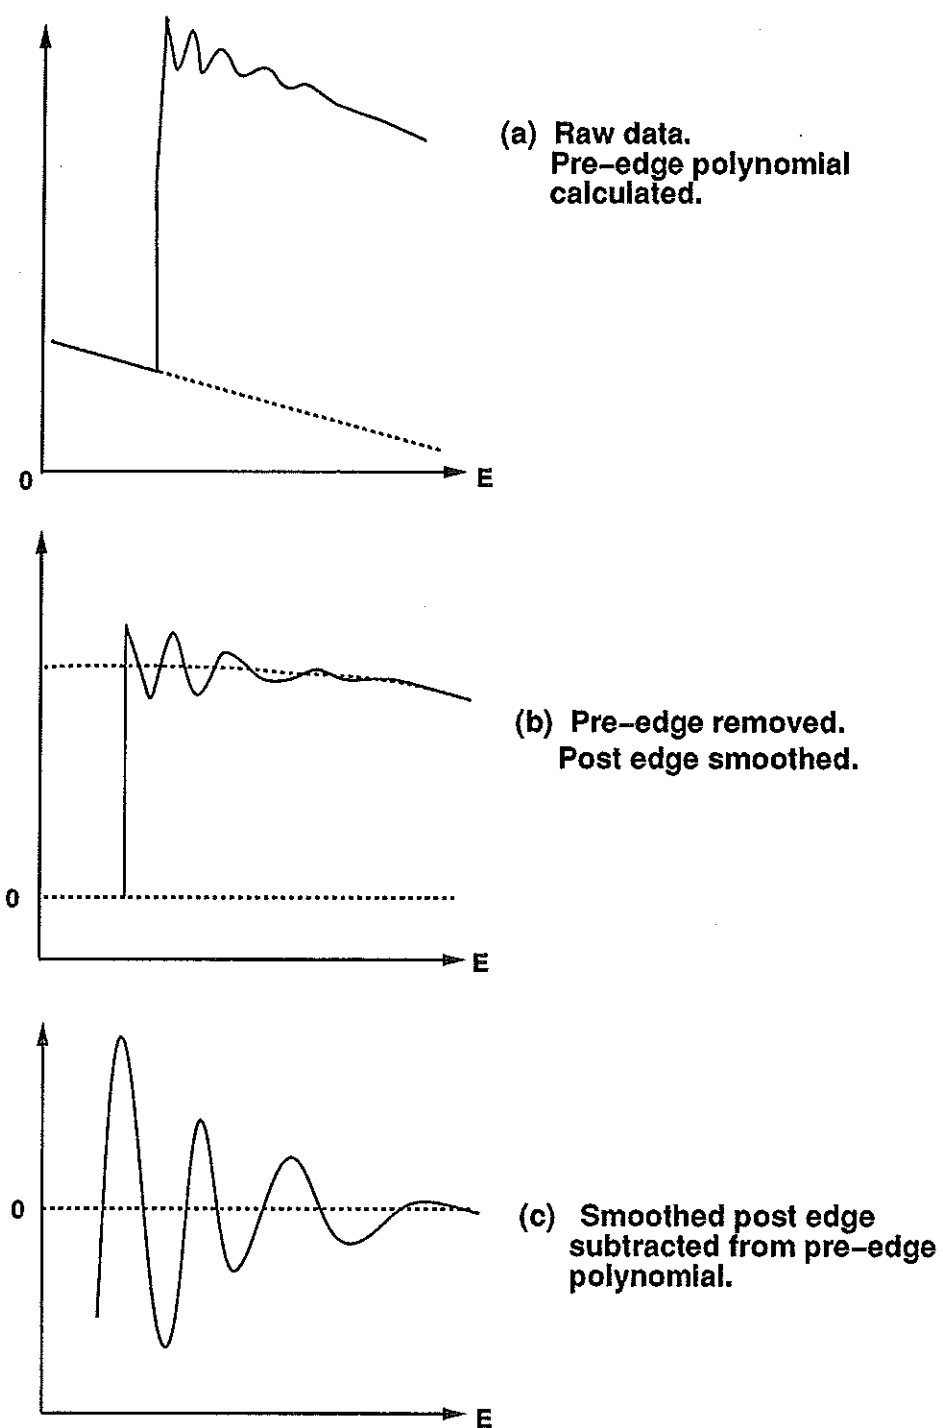 (a) Raw data.
Pre-edge polynomial
calculated.
0
E
(b) Pre-edge removed.
Post edge smoothed.
0
E
0
(c) Smoothed post edge
subtracted from pre-edge
polynomial.
E